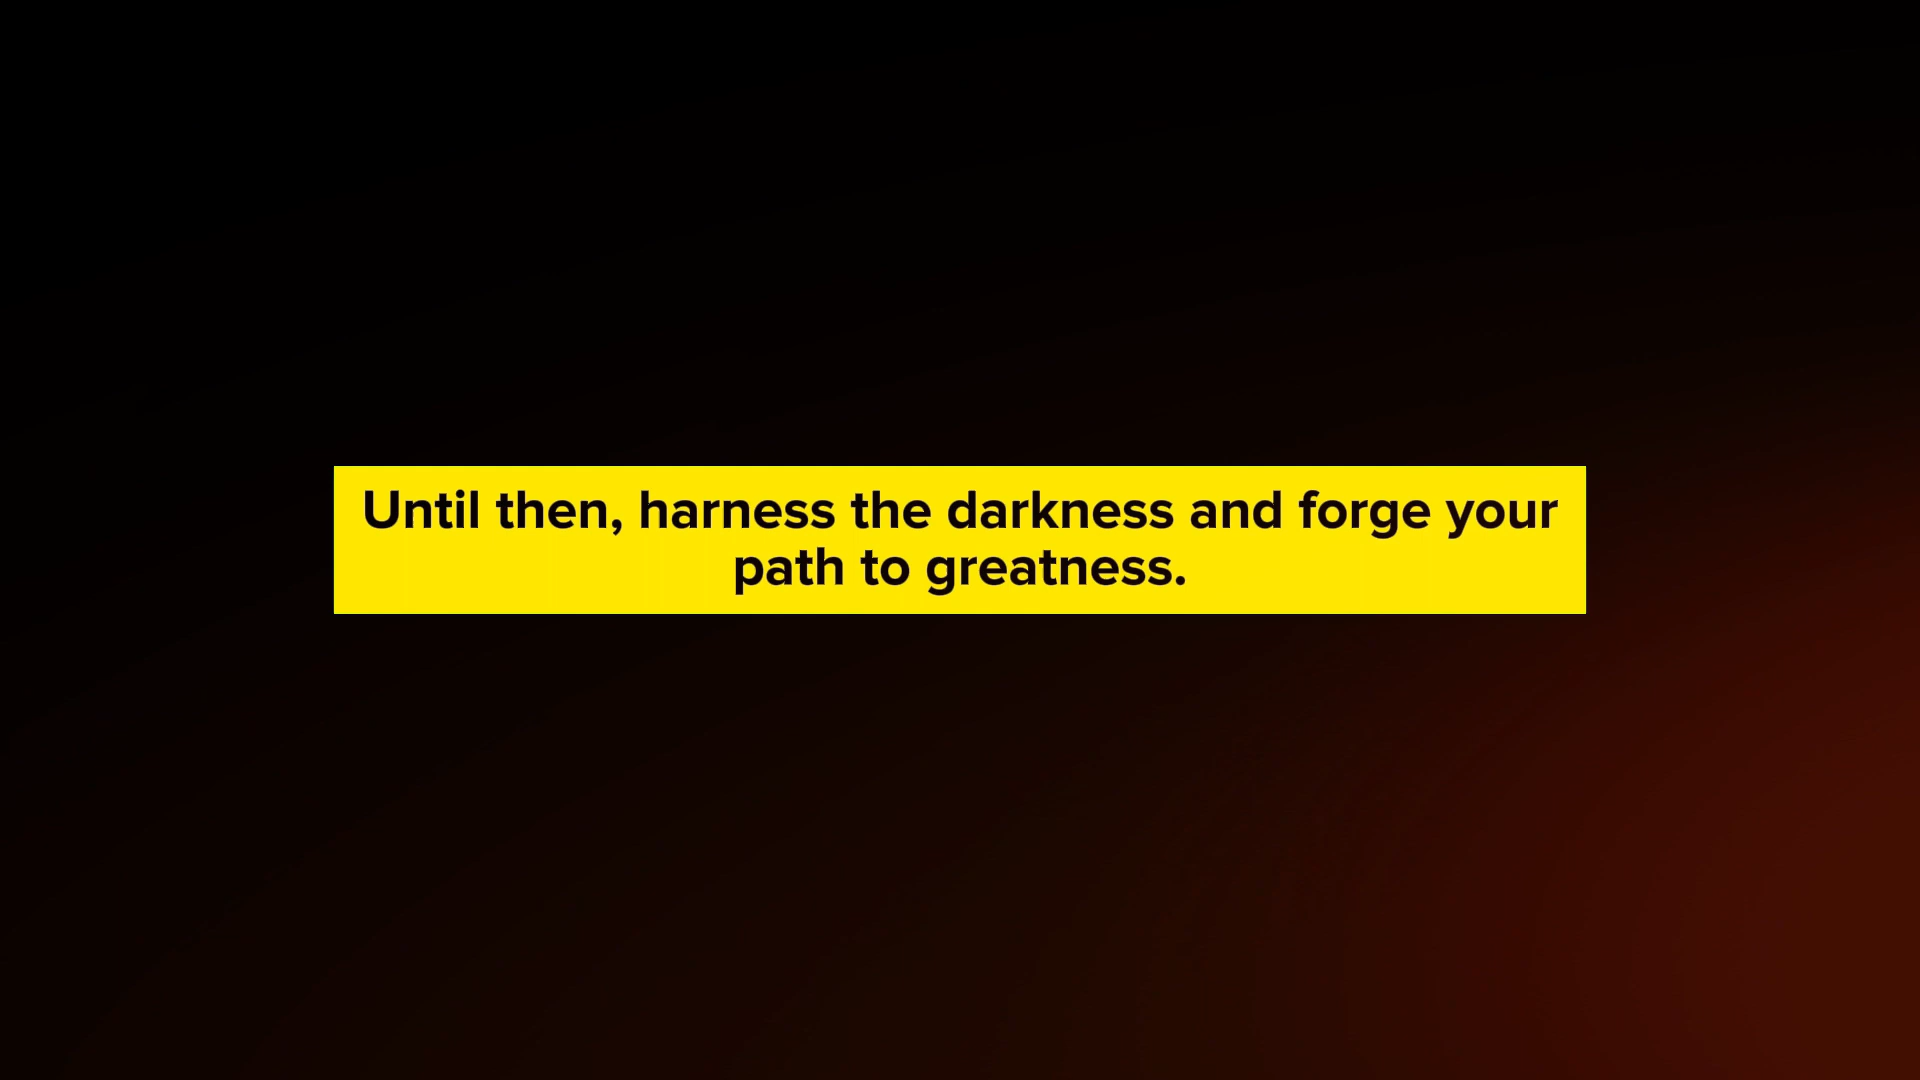 Until then, harness the darkness and forge your
path to greatness.